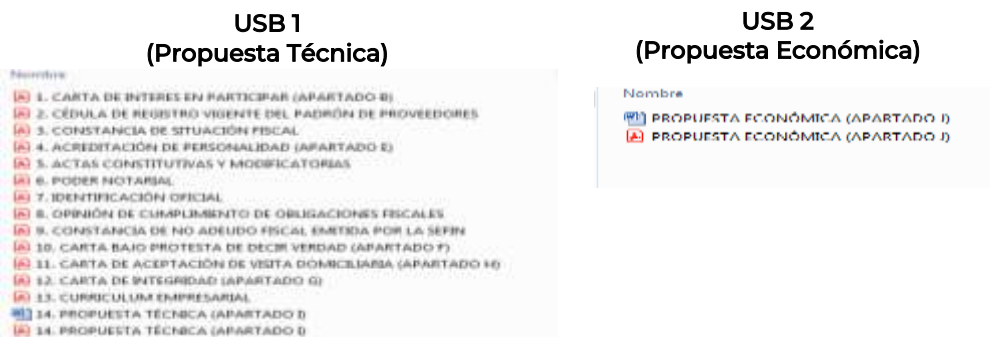 USB 1
(Propuesta Técnica)
Nombre
1. CARTA DE INTERES EN PARTICIPAR (APARTADO B)
2. CÉDULA DE REGISTRO VIGENTE DEL PADRÓN DE PROVEEDORES
3. CONSTANCIA DE SITUACIÓN FISCAL
4. ACREDITACIÓN DE PERSONALIDAD (APARTADO E)
5. ACTAS CONSTITUTIVAS Y MODIFICATORIAS
6. PODER NOTARIAL
7. IDENTIFICACIÓN OFICIAL
8. OPINIÓN DE CUMPLIMIENTO DE OBLIGACIONES FISCALES
9. CONSTANCIA DE NO ADEUDO FISCAL EMITIDA POR LA SEFIN
10. CARTA BAJO PROTESTA DE DECIR VERDAD (APARTADO F)
11. CARTA DE ACEPTACIÓN DE VISITA DOMICILIARIA (APARTADO H)
12. CARTA DE INTEGRIDAD (APARTADO G)
13. CURRICULUM EMPRESARIAL
14. PROPUESTA TÉCNICA (APARTADO I)
14. PROPUESTA TÉCNICA (APARTADO I)
USB 2
(Propuesta Económica)
Nombre
PROPUESTA ECONÓMICA (APARTADO J)
PROPUESTA ECONÓMICA (APARTADO J)